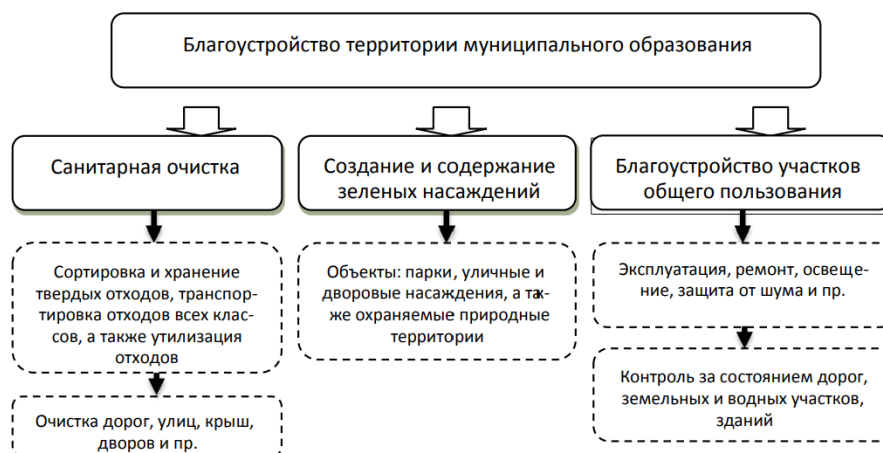 Благоустройство территории муниципального образования
Санитарная очистка
Создание и содержание
зеленых насаждений
Благоустройство участков
общего пользования
Сортировка и хранение
твердых отходов, транспор-
тировка отходов всех клас-
сов, а также утилизация
отходов
Объекты: парки, уличные и
дворовые насаждения, а так-
же охраняемые природные
территории
Эксплуатация, ремонт, освеще-
ние, защита от шума и пр.
Очистка дорог, улиц, крыш,
дворов и пр.
Контроль за состоянием дорог,
земельных и водных участков,
зданий